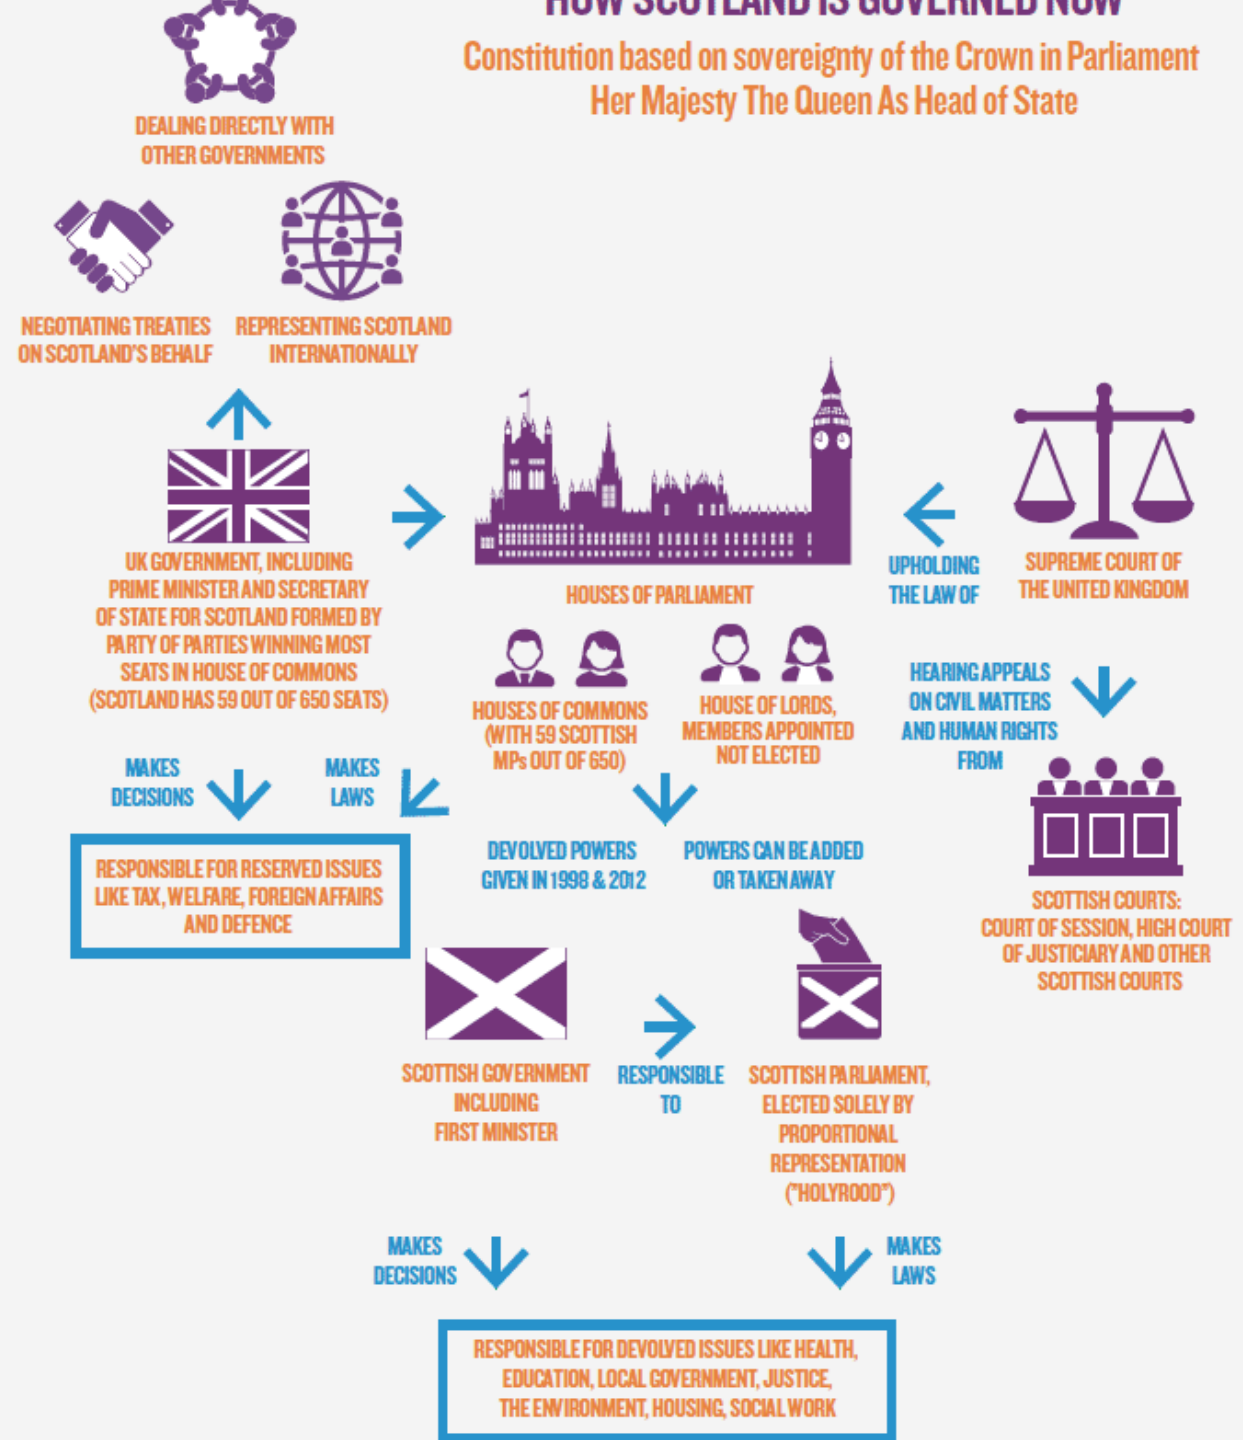 HOW SCOTLAND IS GOVERNED NOW
Constitution based on sovereignty of the Crown in Parliament
Her Majesty The Queen As Head of State
DEALING DIRECTLY WITH
OTHER GOVERNMENTS
NEGOTIATING TREATIES
ON SCOTLAND'S BEHALF
REPRESENTING SCOTLAND
INTERNATIONALLY
UK GOVERNMENT, INCLUDING
PRIME MINISTER AND SECRETARY
OF STATE FOR SCOTLAND FORMED BY
PARTY OF PARTIES WINNING MOST
SEATS IN HOUSE OF COMMONS
(SCOTLAND HAS 59 OUT OF 650 SEATS)
HOUSES OF PARLIAMENT
UPHOLDING
THE LAW OF
SUPREME COURT OF
THE UNITED KINGDOM
HOUSES OF COMMONS
(WITH 59 SCOTTISH
MPs OUT OF 650)
HOUSE OF LORDS,
MEMBERS APPOINTED
NOT ELECTED
HEARING APPEALS
ON CIVIL MATTERS
AND HUMAN RIGHTS
FROM
MAKES
DECISIONS
MAKES
LAWS
RESPONSIBLE FOR RESERVED ISSUES
LIKE TAX, WELFARE, FOREIGN AFFAIRS
AND DEFENCE
DEVOLVED POWERS
GIVEN IN 1998 & 2012
POWERS CAN BE ADDED
OR TAKEN AWAY
SCOTTISH COURTS:
COURT OF SESSION, HIGH COURT
OF JUSTICIARY AND OTHER
SCOTTISH COURTS
SCOTTISH GOVERNMENT
INCLUDING
FIRST MINISTER
RESPONSIBLE
TO
SCOTTISH PARLIAMENT,
ELECTED SOLELY BY
PROPORTIONAL
REPRESENTATION
("HOLYROOD")
MAKES
DECISIONS
MAKES
LAWS
RESPONSIBLE FOR DEVOLVED ISSUES LIKE HEALTH,
EDUCATION, LOCAL GOVERNMENT, JUSTICE,
THE ENVIRONMENT, HOUSING, SOCIAL WORK